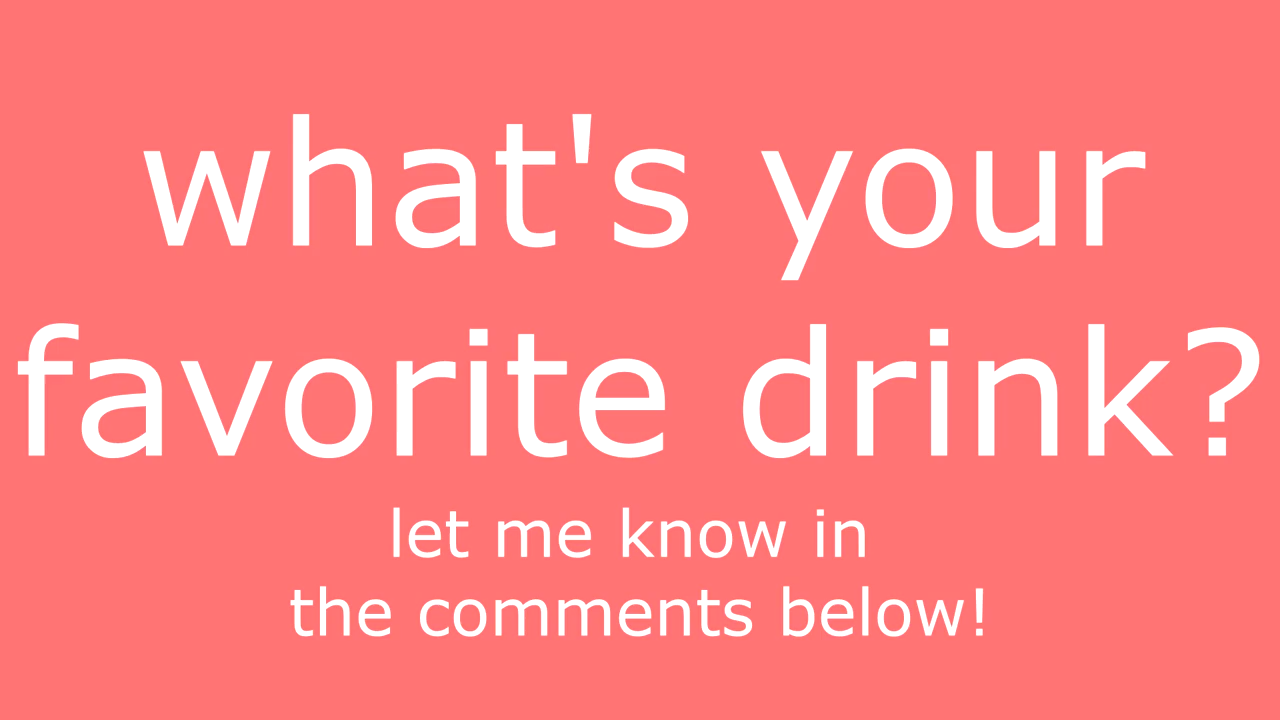 what's your
favorite drink?
let me know in
the comments below!